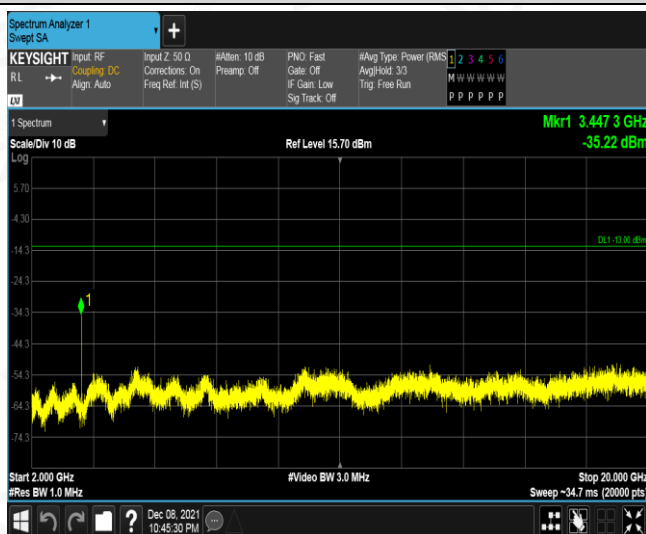 Spectrum Analyzer 1
Swept SA
+
KEYSIGHT
RL
LXI
Input: RF
Coupling: DC
Align: Auto
Input Z: 50 Ω
Corrections: On
Freq Ref: Int (S)
#Atten: 10 dB
Preamp: Off
PNO: Fast
Gate: Off
IF Gain: Low
Sig Track: Off
#Avg Type: Power (RMS
Avg|Hold: 3/3
Trig: Free Run
1 2 3 4 5 6
M W W W W W
P P P P P P
1 Spectrum
Scale/Div 10 dB
Ref Level 15.70 dBm
Mkr1 3.447 3 GHz
-35.22 dBm
Log
5.70
-4.30
DL1 -13.00 dBm
-14.3
-24.3
1
-34.3
-44.3
-54.3
-64.3
-74.3
Start 2.000 GHz
#Video BW 3.0 MHz
Stop 20.000 GHz
#Res BW 1.0 MHz
Sweep ~34.7 ms (20000 pts)
?
Dec 08, 2021
10:45:30 PM